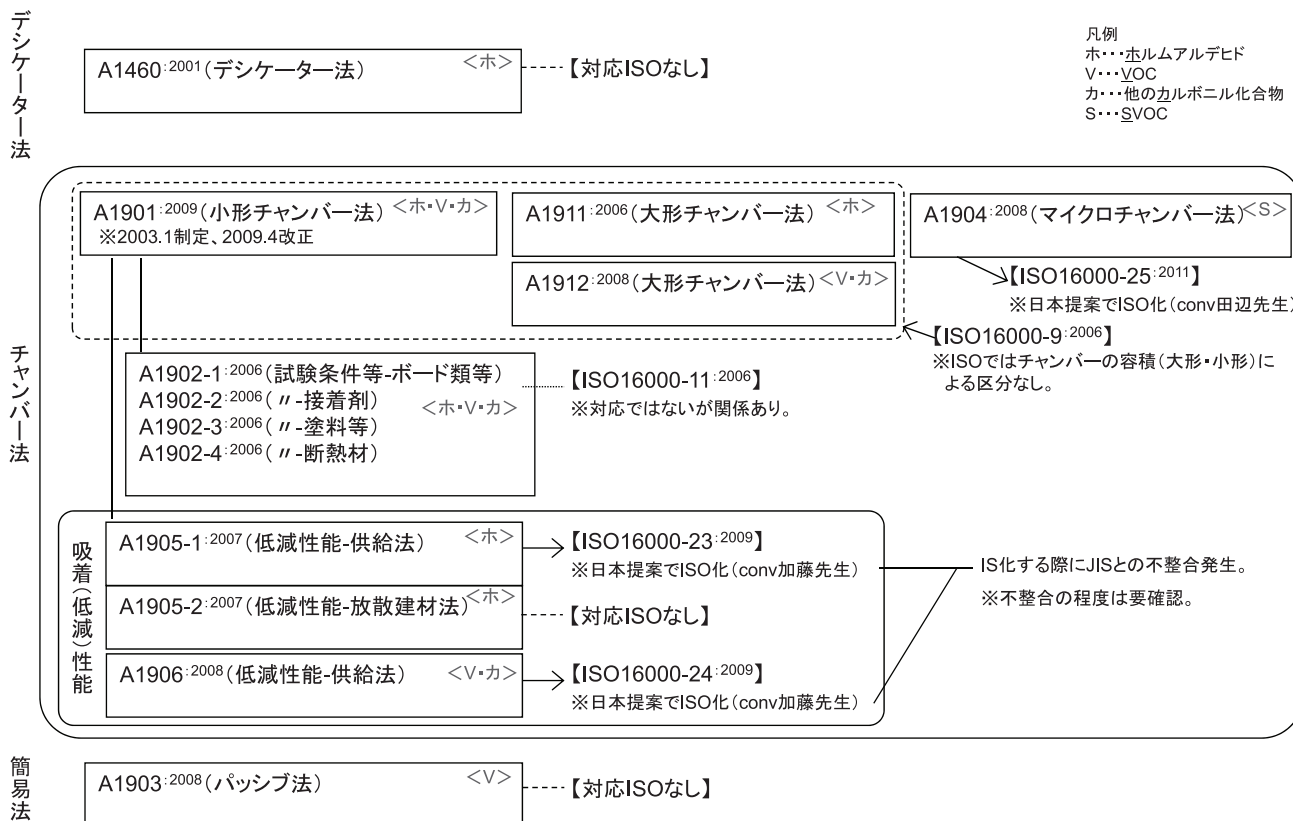 デシケーター法
A1460:2001(デシケーター法)
<ホ>
【対応ISOなし】
凡例
ホ・・・ホルムアルデヒド
V・・・VOC
カ・・・他のカルボニル化合物
S・・・SVOC
チャンバー法
A1901:2009(小形チャンバー法)
<ホ・V・カ>
※2003.1制定、2009.4改正
A1911:2006(大形チャンバー法)
<ホ>
A1904:2008(マイクロチャンバー法)
<S>
A1912:2008(大形チャンバー法)
<V・カ>
【ISO16000-25:2011】
※日本提案でISO化(conv田辺先生)
【ISO16000-9:2006】
※ISOではチャンバーの容積(大形・小形)に
よる区分なし。
A1902-1:2006(試験条件等-ボード類等)
A1902-2:2006(〃-接着剤)
<ホ・V・カ>
A1902-3:2006(〃-塗料等)
A1902-4:2006(〃-断熱材)
【ISO16000-11:2006】
※対応ではないが関係あり。
吸着(低減)性能
A1905-1:2007(低減性能-供給法)
<ホ>
【ISO16000-23:2009】
※日本提案でISO化(conv加藤先生)
A1905-2:2007(低減性能-放散建材法)
<ホ>
【対応ISOなし】
A1906:2008(低減性能-供給法)
<V・カ>
【ISO16000-24:2009】
※日本提案でISO化(conv加藤先生)
IS化する際にJISとの不整合発生。
※不整合の程度は要確認。
簡易法
A1903:2008(パッシブ法)
<V>
【対応ISOなし】